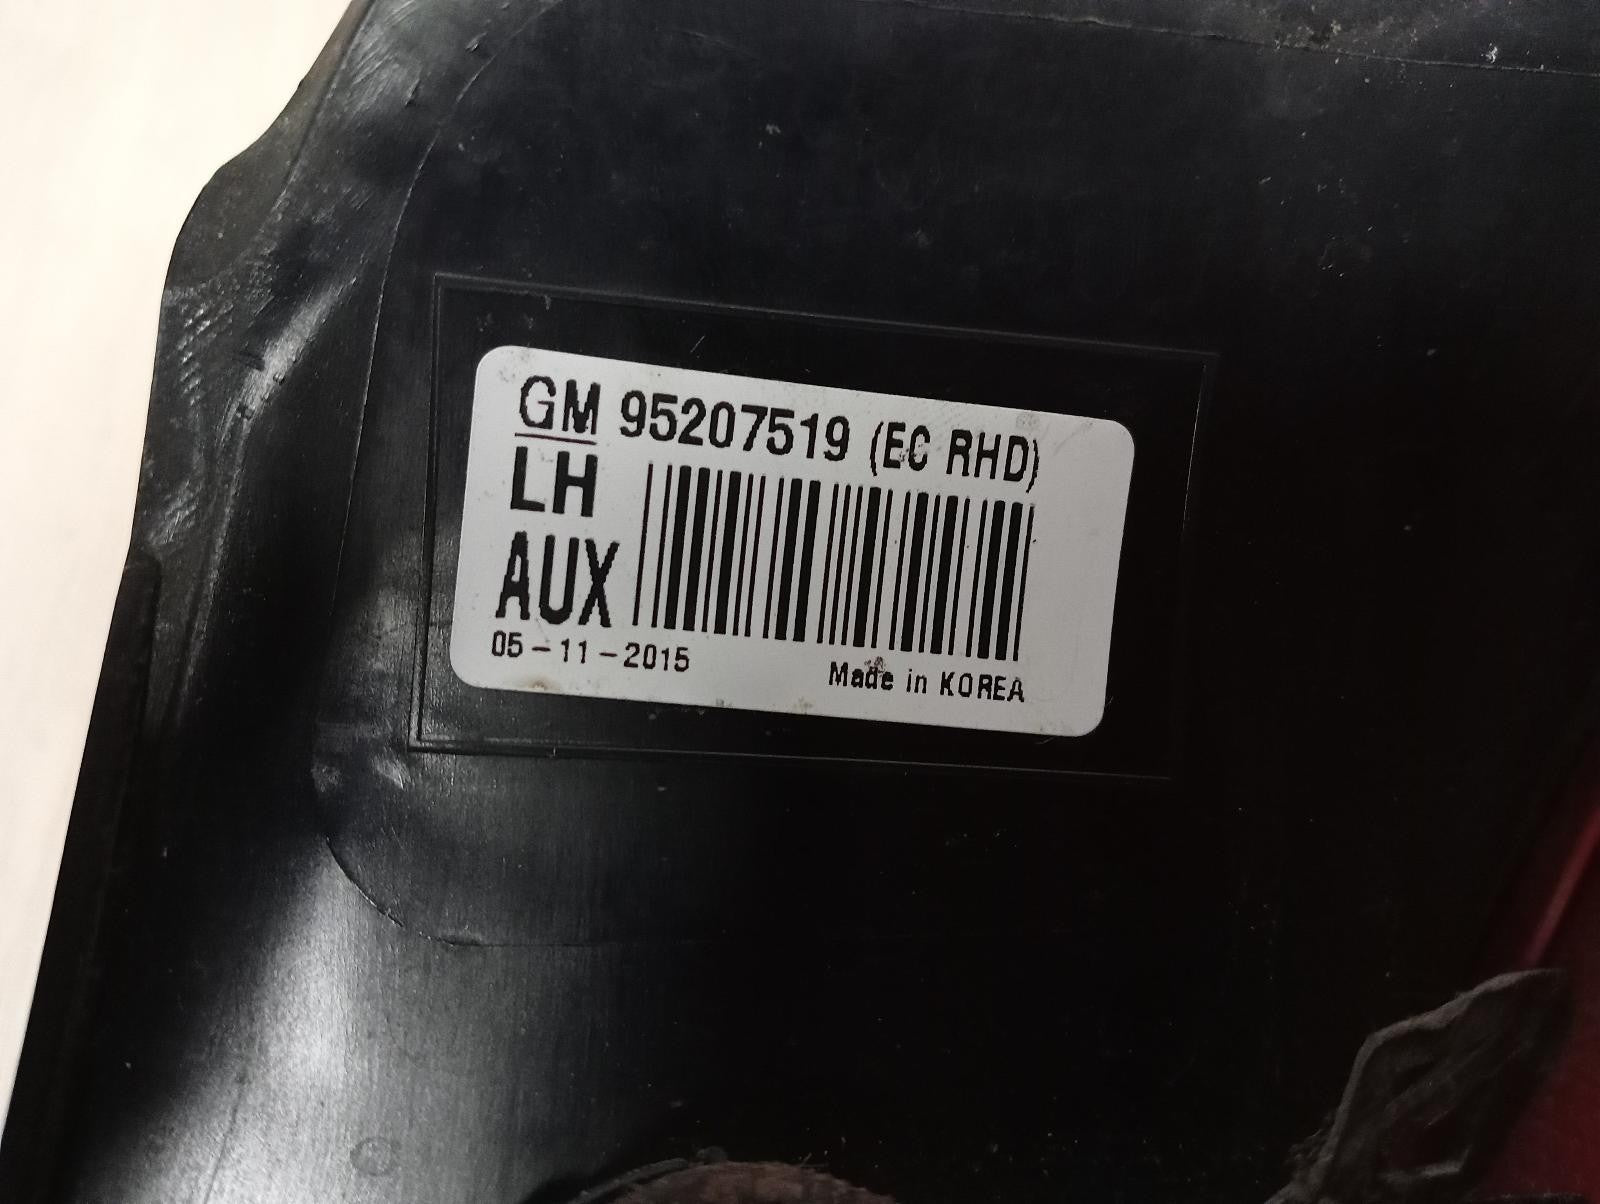 GM 95207519 (EC RHD)
LH
AUX
05-11-2015
Made in KOREA